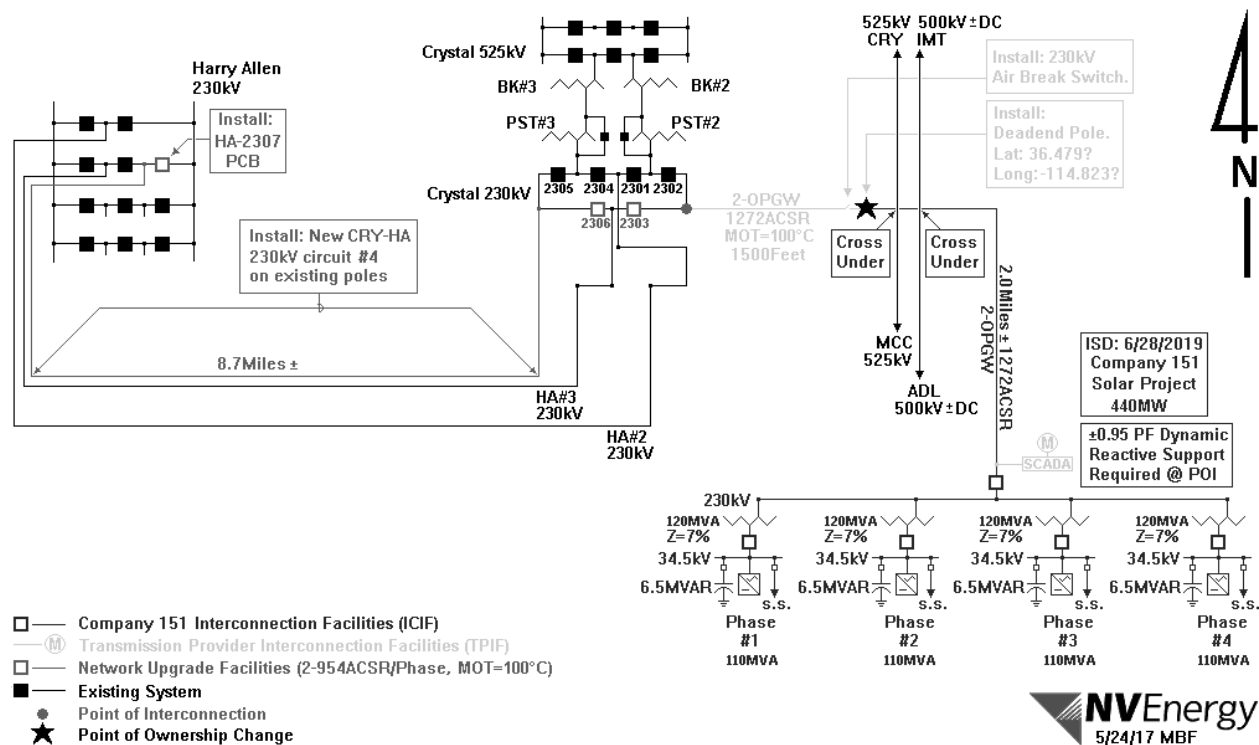 525kV 500kV±DC
CRY IMT
Crystal 525kV
BK#3
BK#2
PST#3
PST#2
Harry Allen
230kV
Install:
HA-2307
PCB
Install: 230kV
Air Break Switch.
Install:
Deadend Pole.
Lat: 36.479?
Long:-114.823?
N
Crystal 230kV
2305 2304 2301 2302
2306 2303
2-OPGW
1272ACSR
MOT=100°C
1500Feet
Cross
Under
Cross
Under
Install: New CRY-HA
230kV circuit #4
on existing poles
8.7Miles ±
HA#3
230kV
HA#2
230kV
MCC
525kV
ADL
500kV±DC
2.0Miles ± 1272ACSR
2-OPGW
ISD: 6/28/2019
Company 151
Solar Project
440MW
±0.95 PF Dynamic
Reactive Support
Required @ POI
M
SCADA
230kV
120MVA
Z=7%
34.5kV
6.5MVAR
s.s.
Phase
#1
110MVA
120MVA
Z=7%
34.5kV
6.5MVAR
s.s.
Phase
#2
110MVA
120MVA
Z=7%
34.5kV
6.5MVAR
s.s.
Phase
#3
110MVA
120MVA
Z=7%
34.5kV
6.5MVAR
s.s.
Phase
#4
110MVA
Company 151 Interconnection Facilities (ICIF)
M Transmission Provider Interconnection Facilities (TPIF)
Network Upgrade Facilities (2-954ACSR/Phase, MOT=100°C)
Existing System
Point of Interconnection
Point of Ownership Change
NVEnergy
5/24/17 MBF